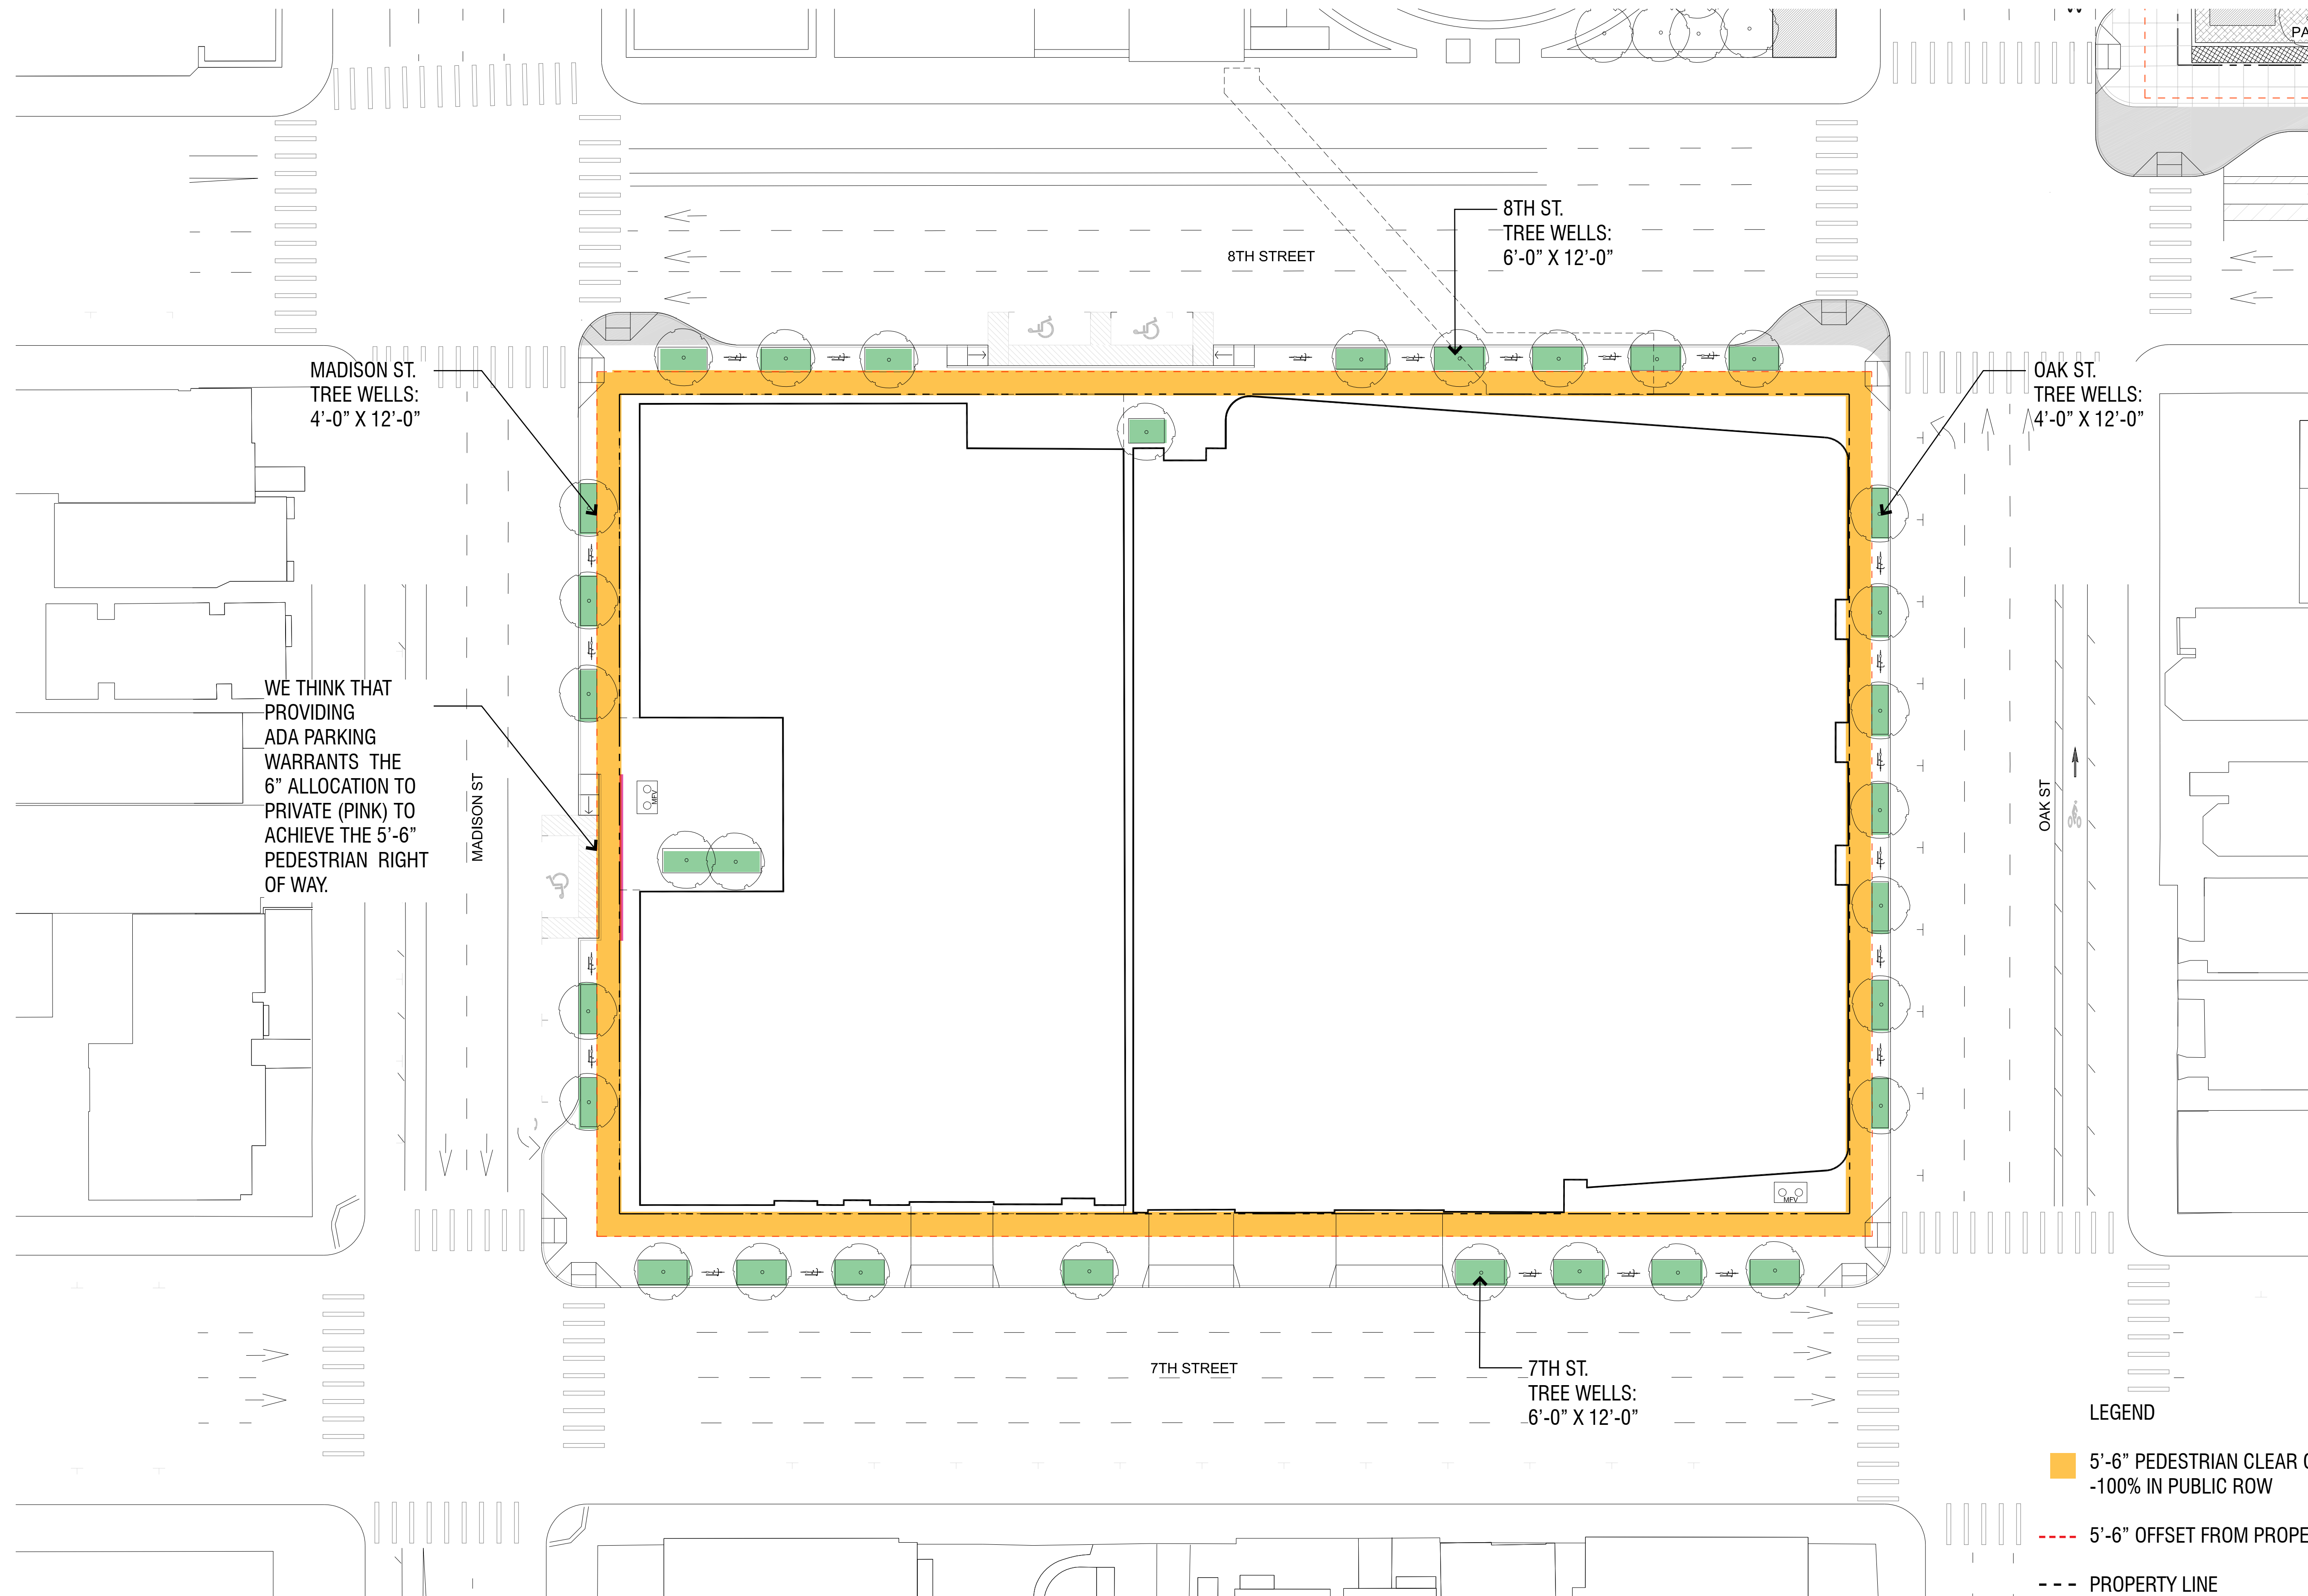 PA
8TH ST.
TREE WELLS:
6'-0” X 12'-0”
8TH STREET
MADISON ST.
TREE WELLS:
4'-0” X 12'-0”
OAK ST.
TREE WELLS:
4'-0” X 12'-0”
WE THINK THAT
PROVIDING
ADA PARKING
WARRANTS THE
6” ALLOCATION TO
PRIVATE (PINK) TO
ACHIEVE THE 5'-6”
PEDESTRIAN RIGHT
OF WAY.
MADISON ST
MFV
OAK ST
MFV
7TH STREET
7TH ST.
TREE WELLS:
6'-0” X 12'-0”
LEGEND
5'-6” PEDESTRIAN CLEAR
-100% IN PUBLIC ROW
5'-6” OFFSET FROM PROPE
PROPERTY LINE